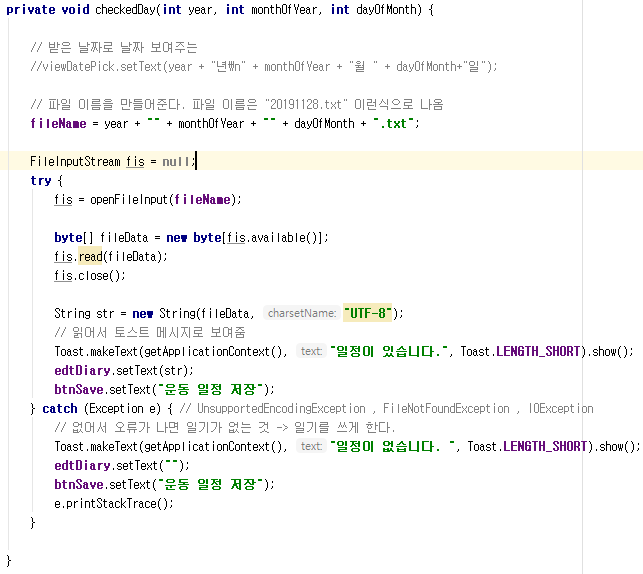 private void checkedDay(int year, int monthOfYear, int dayOfMonth) {
// 받은 날짜로 날짜 보여주는
//viewDatePick.setText(year + "년₩n" + monthOfYear + "월 " + dayOfMonth+"일");
// 파일 이름을 만들어준다. 파일 이름은 "20191128.txt" 이런식으로 나옴
fileName = year + "" + monthOfYear + "" + dayOfMonth + ".txt";
FileInputStream fis = null;
try {
fis = openFileInput(fileName);
byte[] fileData = new byte[fis.available()];
fis.read(fileData);
fis.close();
String str = new String(fileData, charsetName: "UTF-8");
// 읽어서 토스트 메시지로 보여줌
Toast.makeText(getApplicationContext(), text: "일정이 있습니다.", Toast.LENGTH_SHORT).show();
edtDiary.setText(str);
btnSave.setText("운동 일정 저장");
} catch (Exception e) { // UnsupportedEncodingException , FileNotFoundException , IOException
// 없어서 오류가 나면 일기가 없는 것 -> 일기를 쓰게 한다.
Toast.makeText(getApplicationContext(), text: "일정이 없습니다. ", Toast.LENGTH_SHORT).show();
edtDiary.setText("");
btnSave.setText("운동 일정 저장");
e.printStackTrace();
}
}